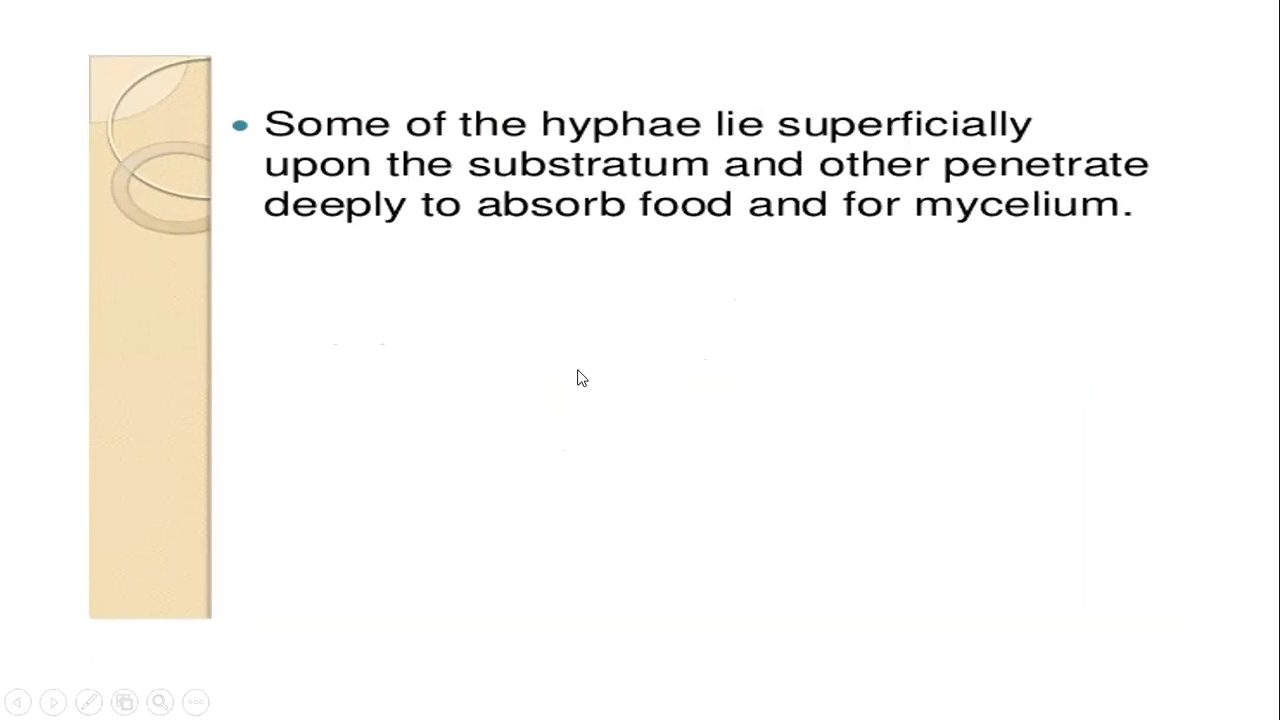 • Some of the hyphae lie superficially
upon the substratum and other penetrate
deeply to absorb food and for mycelium.